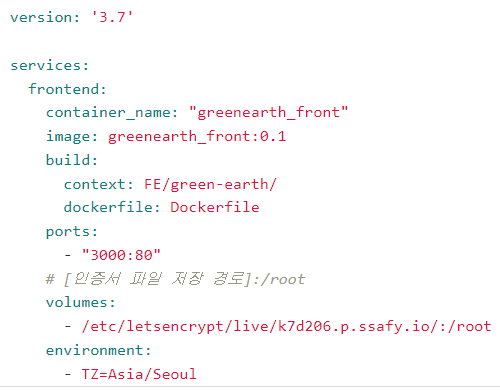 version: '3.7'

services:
  frontend:
    container_name: "greenearth_front"
    image: greenearth_front:0.1
    build:
      context: FE/green-earth/
      dockerfile: Dockerfile
    ports:
      - "3000:80"
    # [인증서 파일 저장 경로]:/root
    volumes:
      - /etc/letsencrypt/live/k7d206.p.ssafy.io/:/root
    environment:
      - TZ=Asia/Seoul